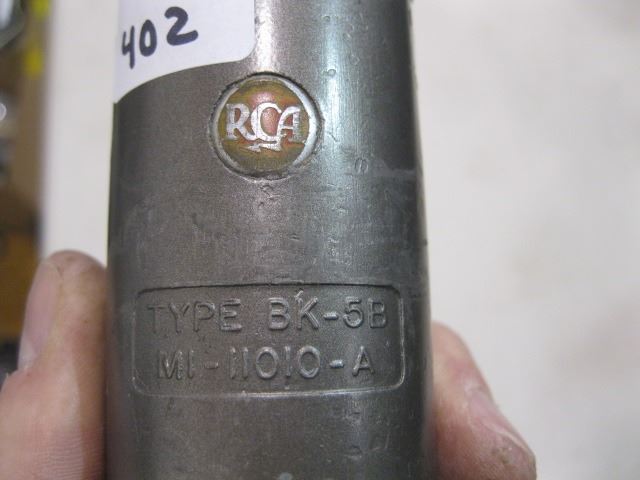 402
RCA
TYPE BK-5B
MI-11010-A